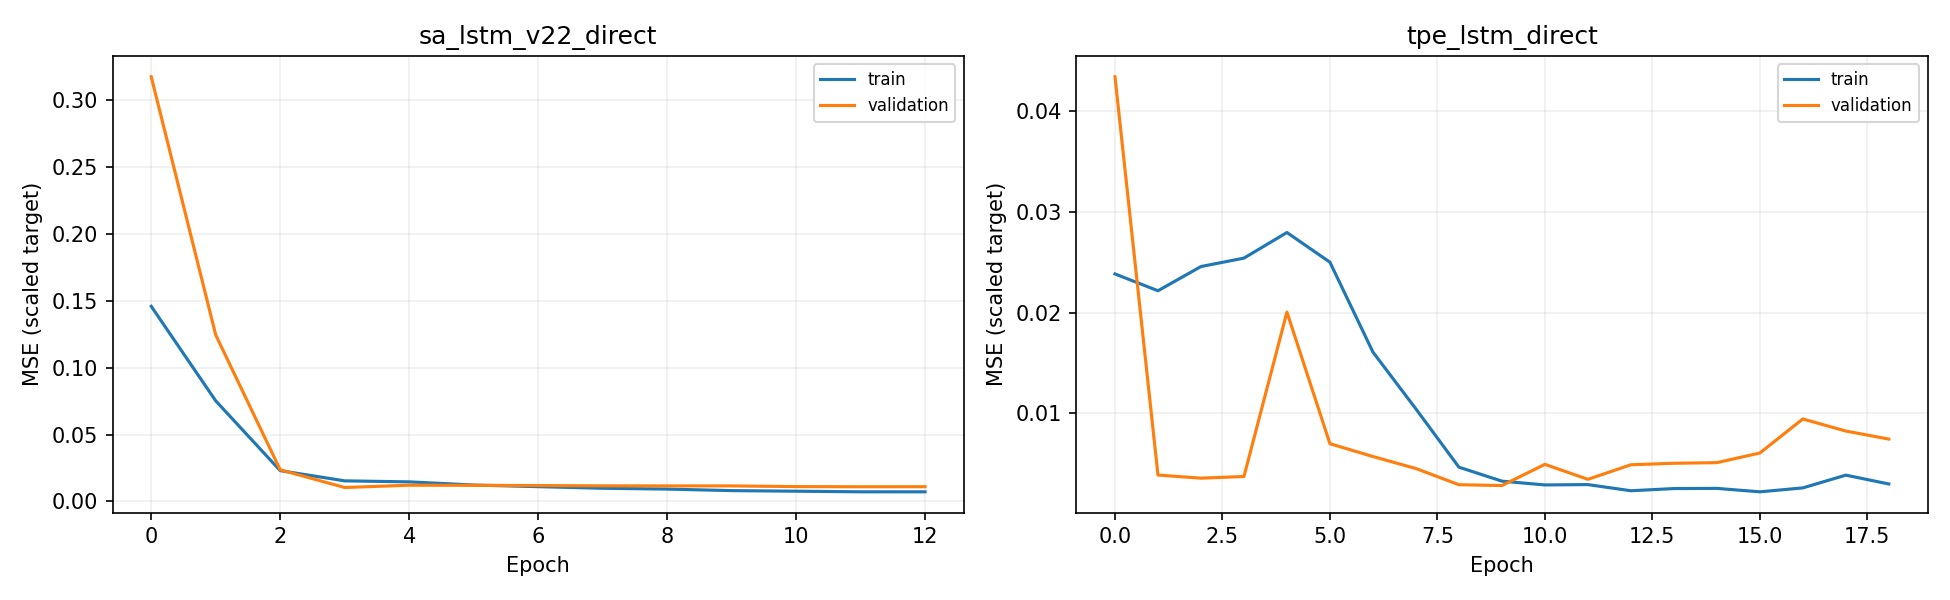 sa_lstm_v22_direct
MSE (scaled target)
0.30
0.25
0.20
0.15
0.10
0.05
0.00
train
validation
0 2 4 6 8 10 12
Epoch
tpe_lstm_direct
MSE (scaled target)
0.04
0.03
0.02
0.01
train
validation
0.0 2.5 5.0 7.5 10.0 12.5 15.0 17.5
Epoch